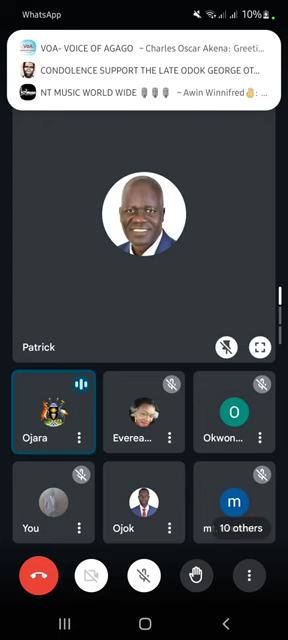 WhatsApp
10%
VOA- VOICE OF AGAGO ~ Charles Oscar Akena: Greeti...
CONDOLENCE SUPPORT THE LATE ODOK GEORGE OT...
NT MUSIC WORLD WIDE 🎙️🎙️🎙️ ~ Awin Winnifred🤚: ...
Patrick
Ojara
Everea...
O
Okwon...
You
Ojok
m
10 others